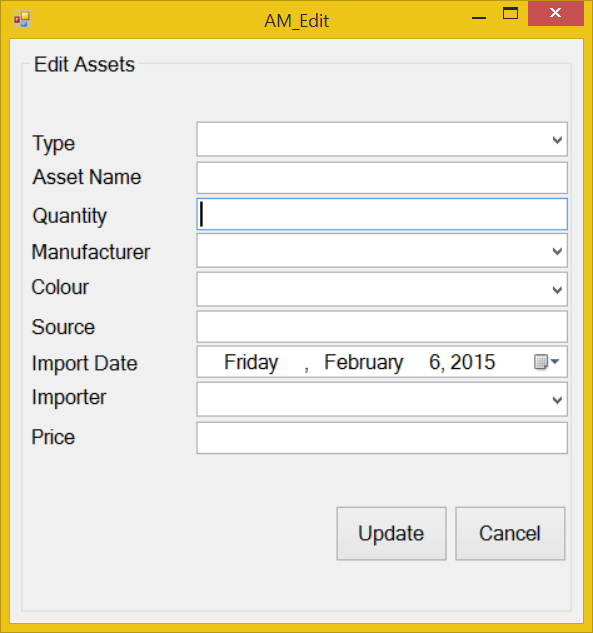 AM_Edit
Edit Assets
Type
Asset Name
Quantity
Manufacturer
Colour
Source
Import Date Friday , February 6, 2015
Importer
Price
Update Cancel